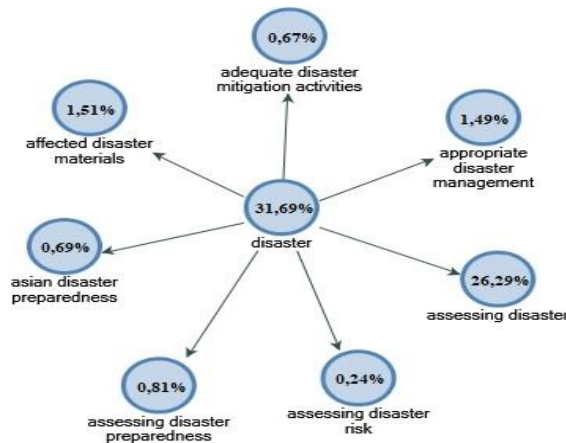 0,67%
adequate disaster
mitigation activities
1,51%
affected disaster
materials
1,49%
appropriate
disaster
management
31,69%
disaster
0,69%
asian disaster
preparedness
26,29%
assessing disaster
0,81%
assessing disaster
preparedness
0,24%
assessing disaster
risk